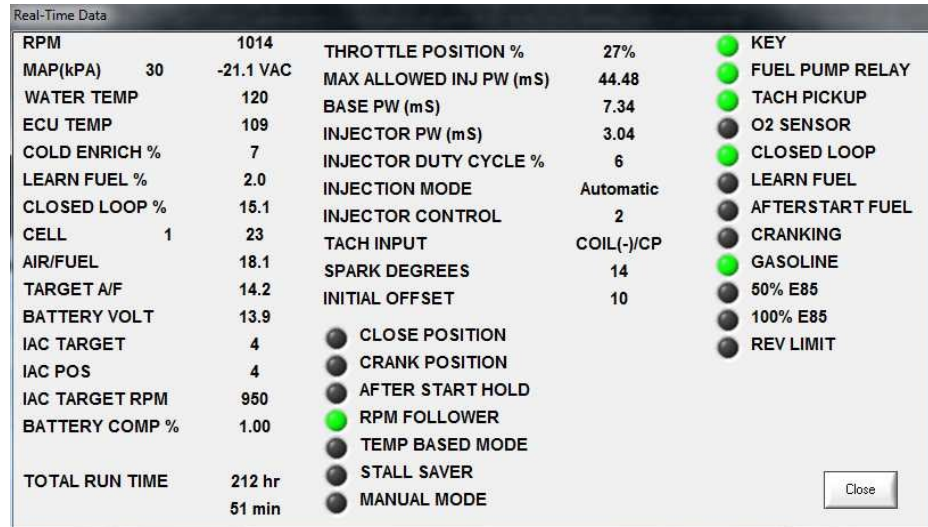 Real-Time Data
RPM 1014
MAP(kPA) 30 -21.1 VAC
WATER TEMP 120
ECU TEMP 109
COLD ENRICH % 7
LEARN FUEL % 2.0
CLOSED LOOP % 15.1
CELL 1 23
AIR/FUEL 18.1
TARGET A/F 14.2
BATTERY VOLT 13.9
IAC TARGET 4
IAC POS 4
IAC TARGET RPM 950
BATTERY COMP % 1.00
TOTAL RUN TIME 212 hr
51 min
THROTTLE POSITION % 27%
MAX ALLOWED INJ PW (mS) 44.48
BASE PW (mS) 7.34
INJECTOR PW (mS) 3.04
INJECTOR DUTY CYCLE % 6
INJECTION MODE Automatic
INJECTOR CONTROL 2
TACH INPUT COIL(-)/CP
SPARK DEGREES 14
INITIAL OFFSET 10
CLOSE POSITION
CRANK POSITION
AFTER START HOLD
RPM FOLLOWER
TEMP BASED MODE
STALL SAVER
MANUAL MODE
KEY
FUEL PUMP RELAY
TACH PICKUP
O2 SENSOR
CLOSED LOOP
LEARN FUEL
AFTERSTART FUEL
CRANKING
GASOLINE
50% E85
100% E85
REV LIMIT
Close